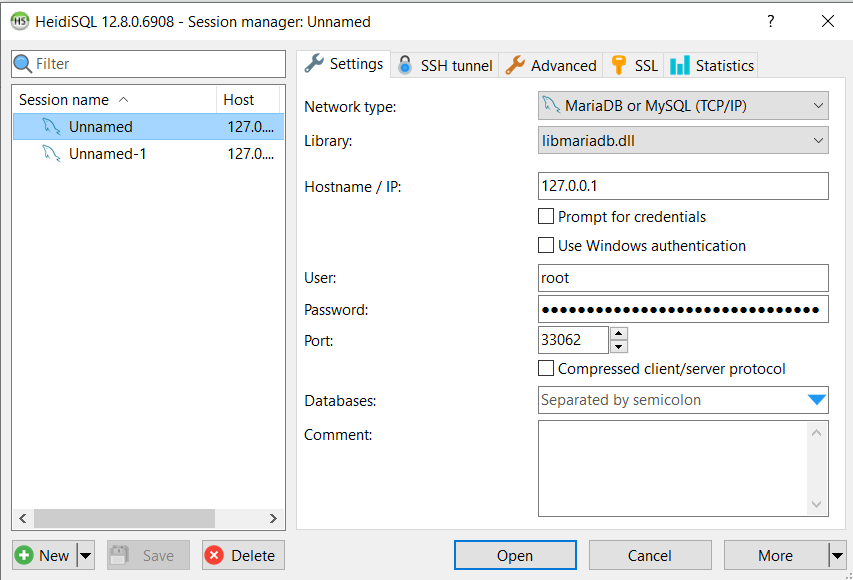 HS HeidiSQL 12.8.0.6908 - Session manager: Unnamed ?
Filter
Session name Host
Unnamed 127.0....
Unnamed-1 127.0....
New Save Delete
Settings SSH tunnel Advanced SSL Statistics
Network type: MariaDB or MySQL (TCP/IP)
Library: libmariadb.dll
Hostname / IP: 127.0.0.1
Prompt for credentials
Use Windows authentication
User: root
Password: ●●●●●●●●●●●●●●●●●●●●●●●●●●●●●●●
Port: 33062
Compressed client/server protocol
Databases: Separated by semicolon
Comment:
Open Cancel More